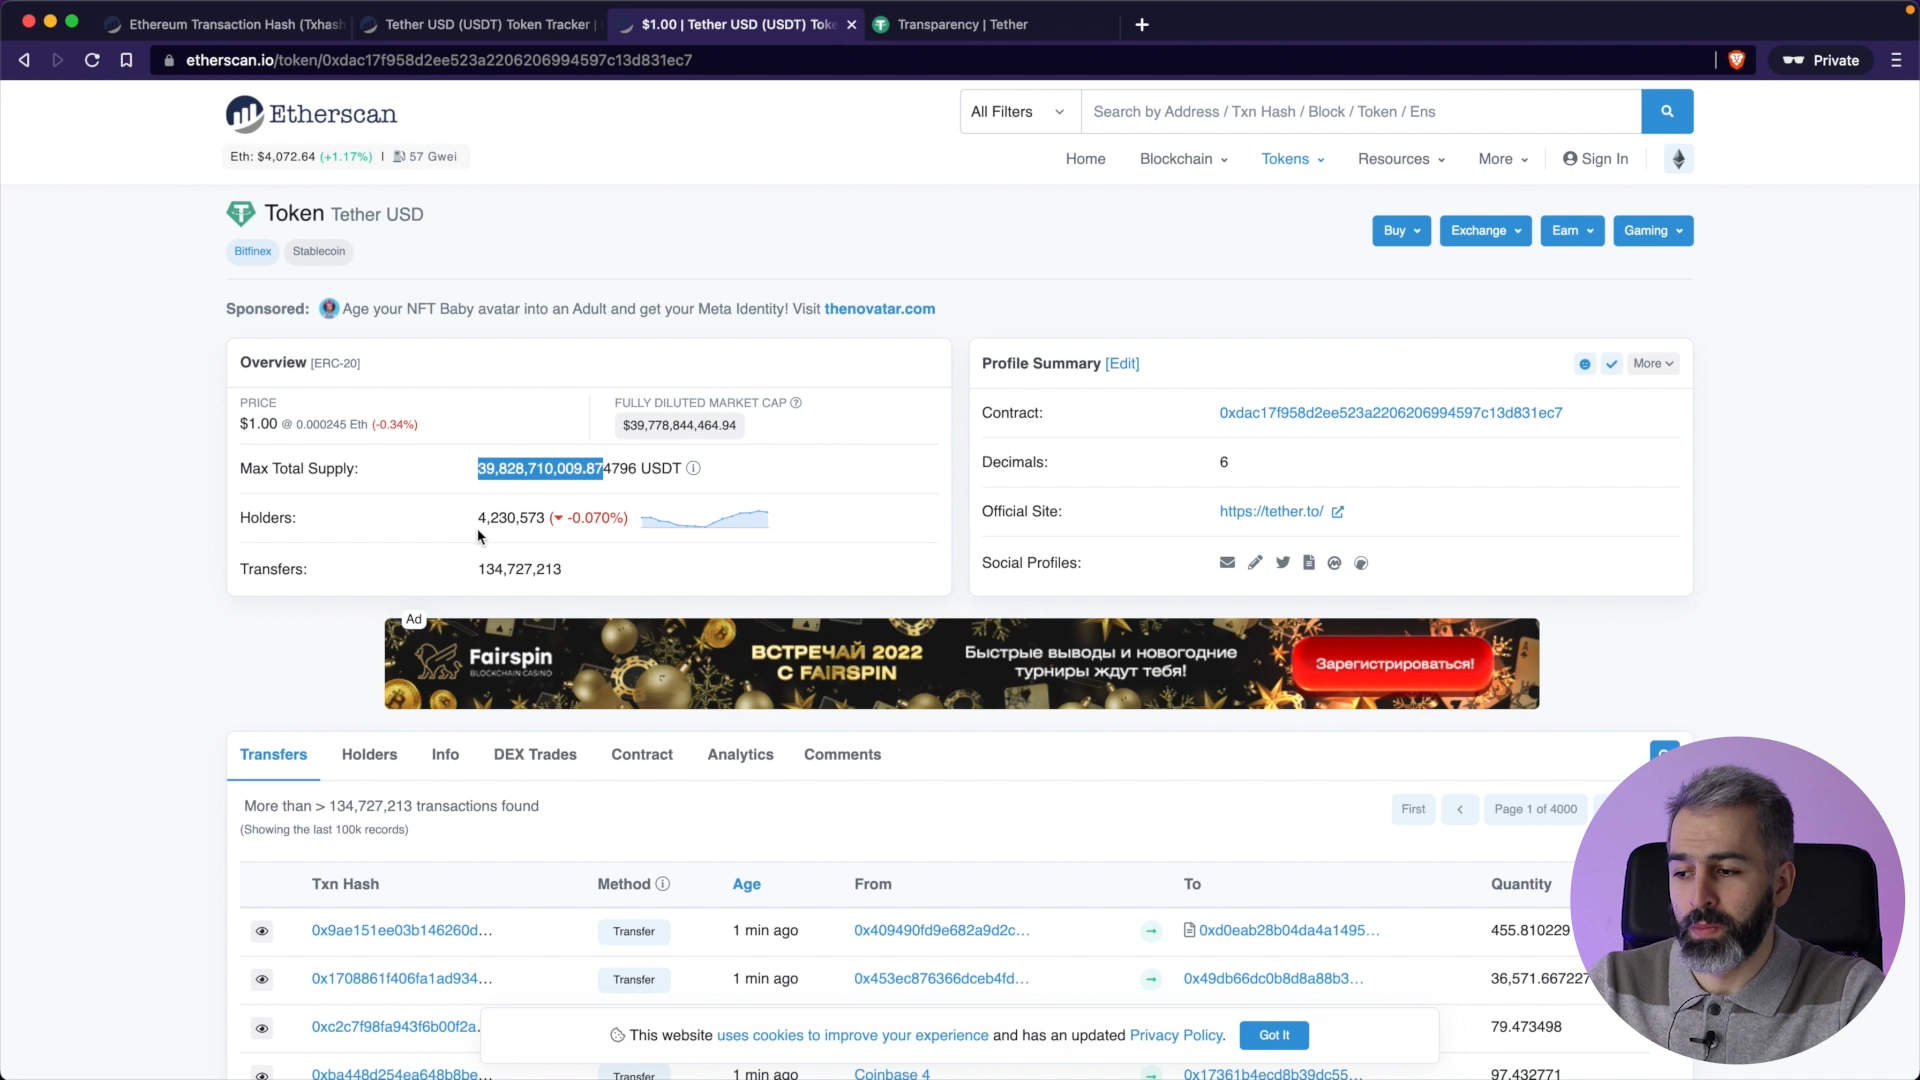 Ethereum Transaction Hash (Txhash
Tether USD (USDT) Token Tracker |
$1.00 | Tether USD (USDT) Tok
Transparency | Tether
etherscan.io/token/0xdac17f958d2ee523a2206206994597c13d831ec7
Private
Etherscan
All Filters
Search by Address / Txn Hash / Block / Token / Ens
Eth: $4,072.64 (+1.17%) | 57 Gwei
Home
Blockchain
Tokens
Resources
More
Sign In
Token Tether USD
Bitfinex
Stablecoin
Buy
Exchange
Earn
Gaming
Sponsored: Age your NFT Baby avatar into an Adult and get your Meta Identity! Visit thenovatar.com
Overview [ERC-20]
PRICE
$1.00 @ 0.000245 Eth (-0.34%)
FULLY DILUTED MARKET CAP
$39,778,844,464.94
Max Total Supply:
39,828,710,009.874796 USDT
Holders:
4,230,573 (-0.070%)
Transfers:
134,727,213
Profile Summary [Edit]
More
Contract:
0xdac17f958d2ee523a2206206994597c13d831ec7
Decimals:
6
Official Site:
https://tether.to/
Social Profiles:
Ad
Fairspin
BLOCKCHAIN CASINO
ВСТРЕЧАЙ 2022
С FAIRSPIN
Быстрые выводы и новогодние
турниры ждут тебя!
Зарегистрироваться!
Transfers
Holders
Info
DEX Trades
Contract
Analytics
Comments
More than > 134,727,213 transactions found
(Showing the last 100k records)
First
Page 1 of 4000
Txn Hash
Method
Age
From
To
Quantity
0x9ae151ee03b146260d...
Transfer
1 min ago
0x409490fd9e682a9d2c...
0xd0eab28b04da4a1495...
455.810229
0x1708861f406fa1ad934...
Transfer
1 min ago
0x453ec876366dceb4fd...
0x49db66dc0b8d8a88b3...
36,571.667227
0xc2c7f98fa943f6b00f2a.
79.473498
This website uses cookies to improve your experience and has an updated Privacy Policy.
Got It
0xba448d254ea648b8be...
Transfer
1 min ago
Coinbase 4
0x17361b4ecd8b39dc55...
97.432771